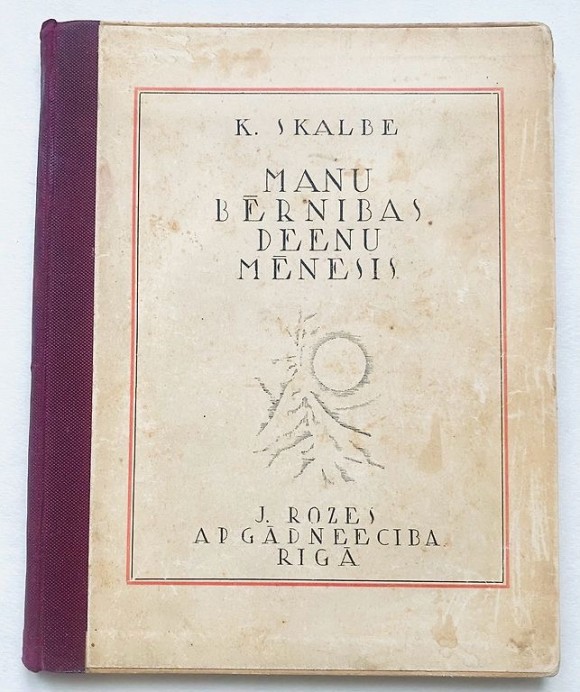 K. SKALBE
MANU
BĒRNIBAS
DEENU
MĒNESIS
J. ROZES
APGĀDNEECIBA
RIGĀ